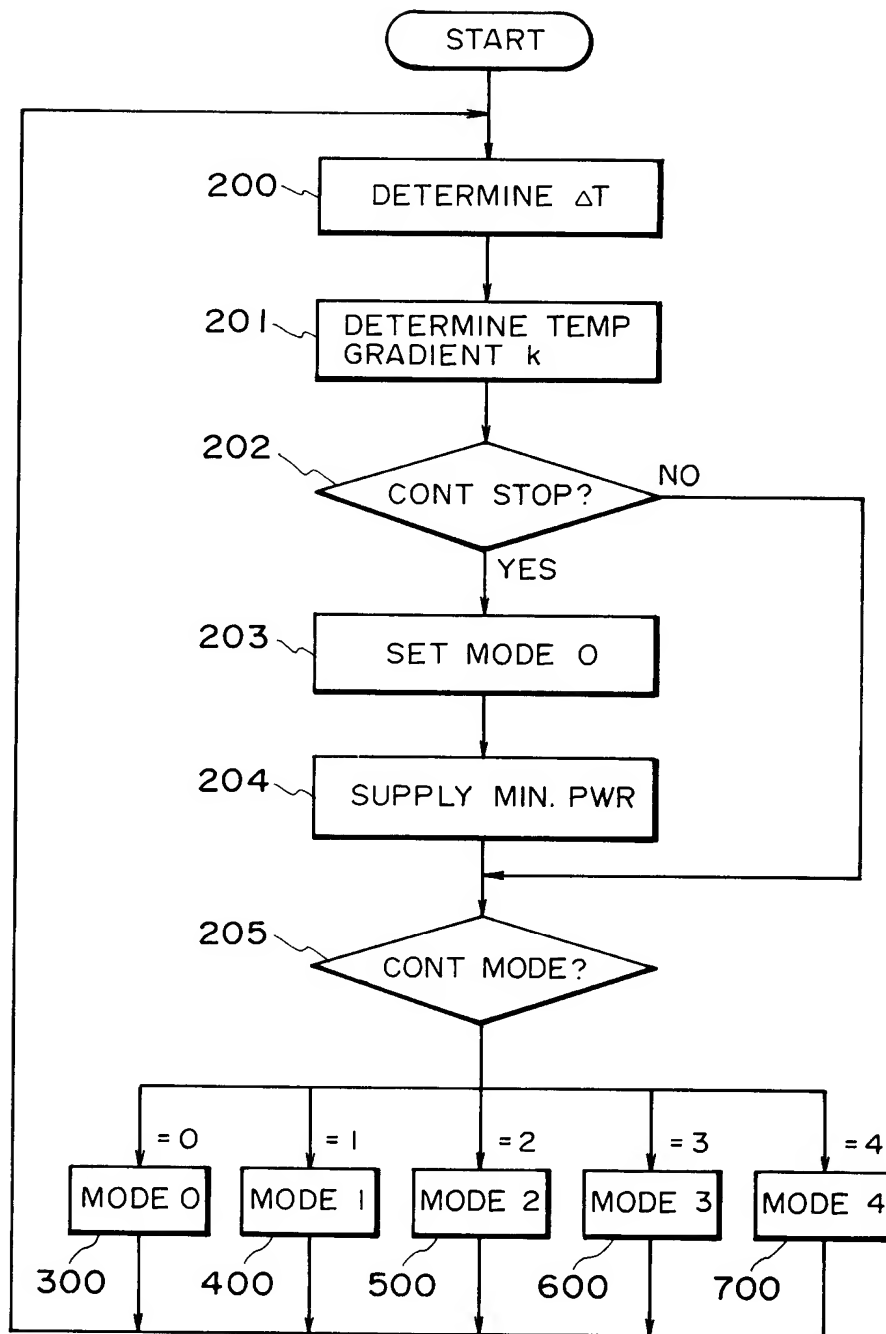 START
200
DETERMINE ΔT
201
DETERMINE TEMP
GRADIENT k
202
CONT STOP?
NO
YES
203
SET MODE 0
204
SUPPLY MIN. PWR
205
CONT MODE?
=0
=1
=2
=3
=4
MODE 0
MODE 1
MODE 2
MODE 3
MODE 4
300
400
500
600
700